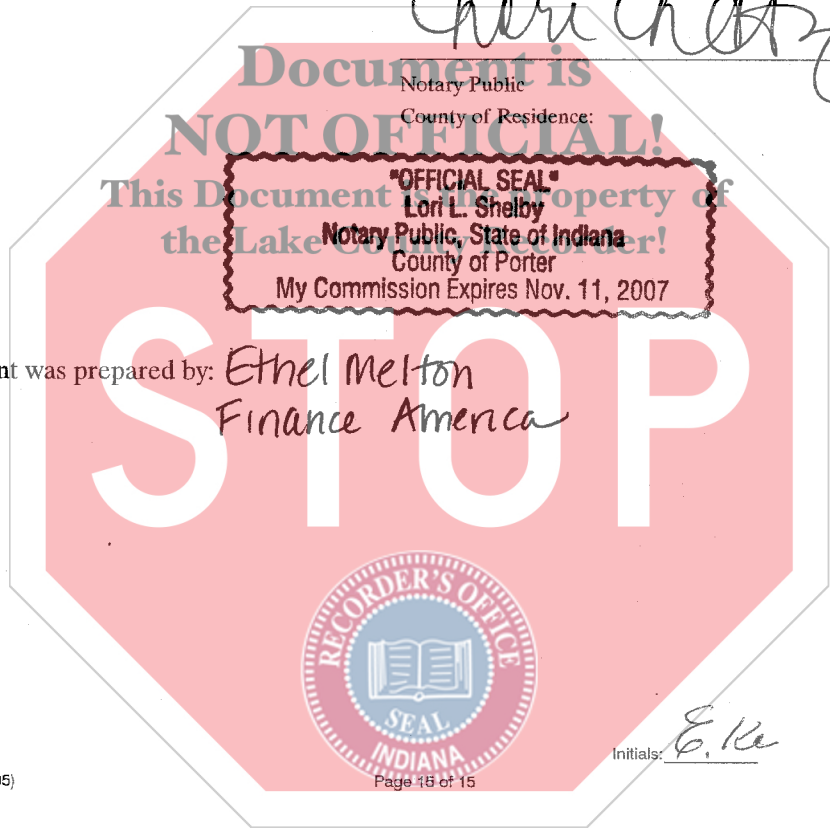 Document is
Notary Public
County of Residence:
NOT OFFICIAL!
"OFFICIAL SEAL"
This Document is the property of
Lori L. Shelby
Notary Public, State of Indiana
the Lake County Recorder!
County of Porter
My Commission Expires Nov. 11, 2007
STOP
nt was prepared by: Ethel Melton
Finance America
RECORDER'S OFFICE
SEAL
INDIANA
Initials: E. Ke
05)
Page 15 of 15